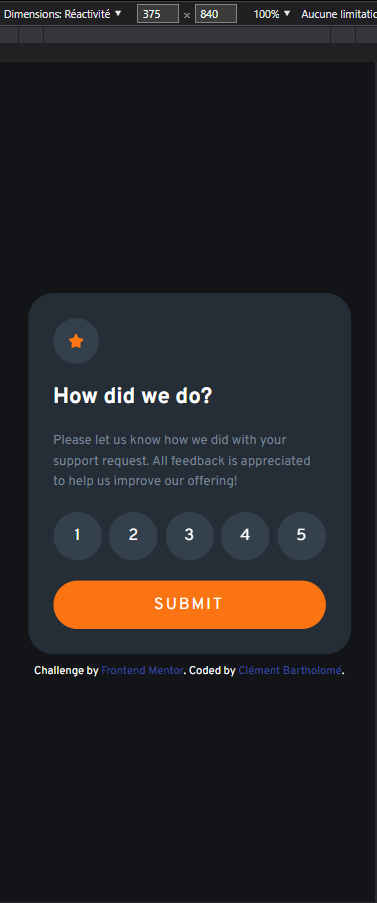 Dimensions: Réactivité ▼ 375 x 840 100% ▼ Aucune limitatic
How did we do?
Please let us know how we did with your
support request. All feedback is appreciated
to help us improve our offering!
1 2 3 4 5
SUBMIT
Challenge by Frontend Mentor. Coded by Clément Bartholomé.